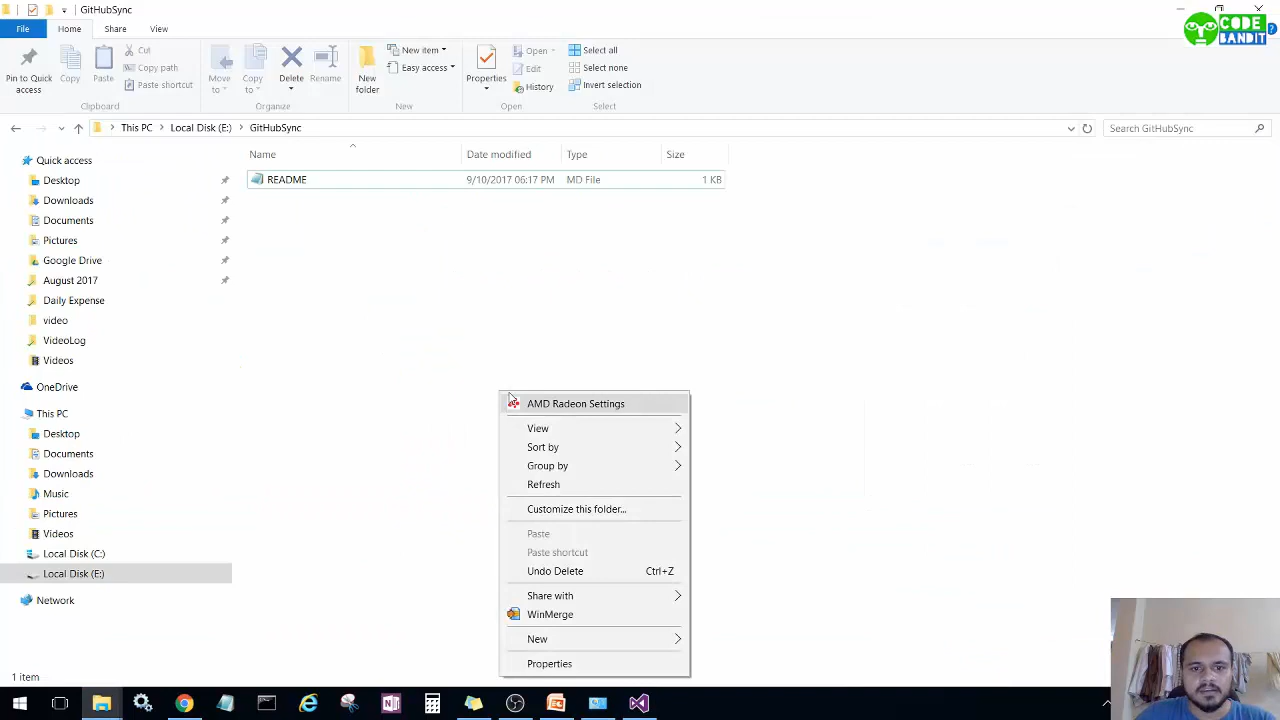 GitHubSync
CODE
BANDIT
File Home Share View
Pin to Quick access
Copy
Paste
Cut
Copy path
Paste shortcut
Clipboard
Move to
Copy to
Delete
Rename
Organize
New folder
New item
Easy access
New
Properties
Open
Edit
History
Open
Select all
Select none
Invert selection
Select
This PC Local Disk (E:) GitHubSync
Search GitHubSync
Name Date modified Type Size
README 9/10/2017 06:17 PM MD File 1 KB
Quick access
Desktop
Downloads
Documents
Pictures
Google Drive
August 2017
Daily Expense
video
VideoLog
Videos
OneDrive
This PC
Desktop
Documents
Downloads
Music
Pictures
Videos
Local Disk (C:)
Local Disk (E:)
Network
AMD Radeon Settings
View
Sort by
Group by
Refresh
Customize this folder...
Paste
Paste shortcut
Undo Delete Ctrl+Z
Share with
WinMerge
New
Properties
1 item